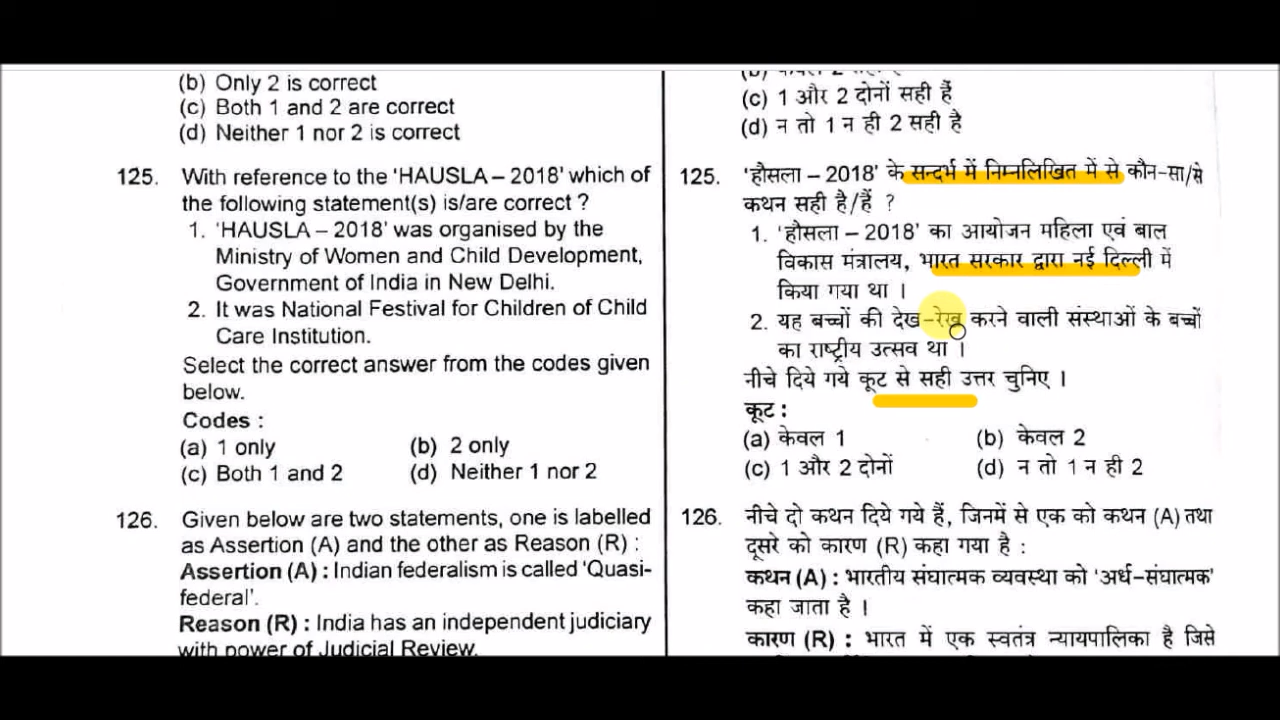 (b) Only 2 is correct
(c) Both 1 and 2 are correct
(d) Neither 1 nor 2 is correct
125. With reference to the 'HAUSLA – 2018' which of
the following statement(s) is/are correct ?
1. 'HAUSLA – 2018' was organised by the
Ministry of Women and Child Development,
Government of India in New Delhi.
2. It was National Festival for Children of Child
Care Institution.
Select the correct answer from the codes given
below.
Codes :
(a) 1 only (b) 2 only
(c) Both 1 and 2 (d) Neither 1 nor 2
126. Given below are two statements, one is labelled
as Assertion (A) and the other as Reason (R) :
Assertion (A) : Indian federalism is called 'Quasi-
federal'.
Reason (R) : India has an independent judiciary
with power of Judicial Review.
(c) 1 और 2 दोनों सही हैं
(d) न तो 1 न ही 2 सही है
125. 'हौसला – 2018' के सन्दर्भ में निम्नलिखित में से कौन-सा/से
कथन सही है/हैं ?
1. 'हौसला – 2018' का आयोजन महिला एवं बाल
विकास मंत्रालय, भारत सरकार द्वारा नई दिल्ली में
किया गया था ।
2. यह बच्चों की देख-रेख करने वाली संस्थाओं के बच्चों
का राष्ट्रीय उत्सव था ।
नीचे दिये गये कूट से सही उत्तर चुनिए ।
कूट :
(a) केवल 1 (b) केवल 2
(c) 1 और 2 दोनों (d) न तो 1 न ही 2
126. नीचे दो कथन दिये गये हैं, जिनमें से एक को कथन (A) तथा
दूसरे को कारण (R) कहा गया है :
कथन (A) : भारतीय संघात्मक व्यवस्था को 'अर्ध-संघात्मक'
कहा जाता है ।
कारण (R) : भारत में एक स्वतंत्र न्यायपालिका है जिसे